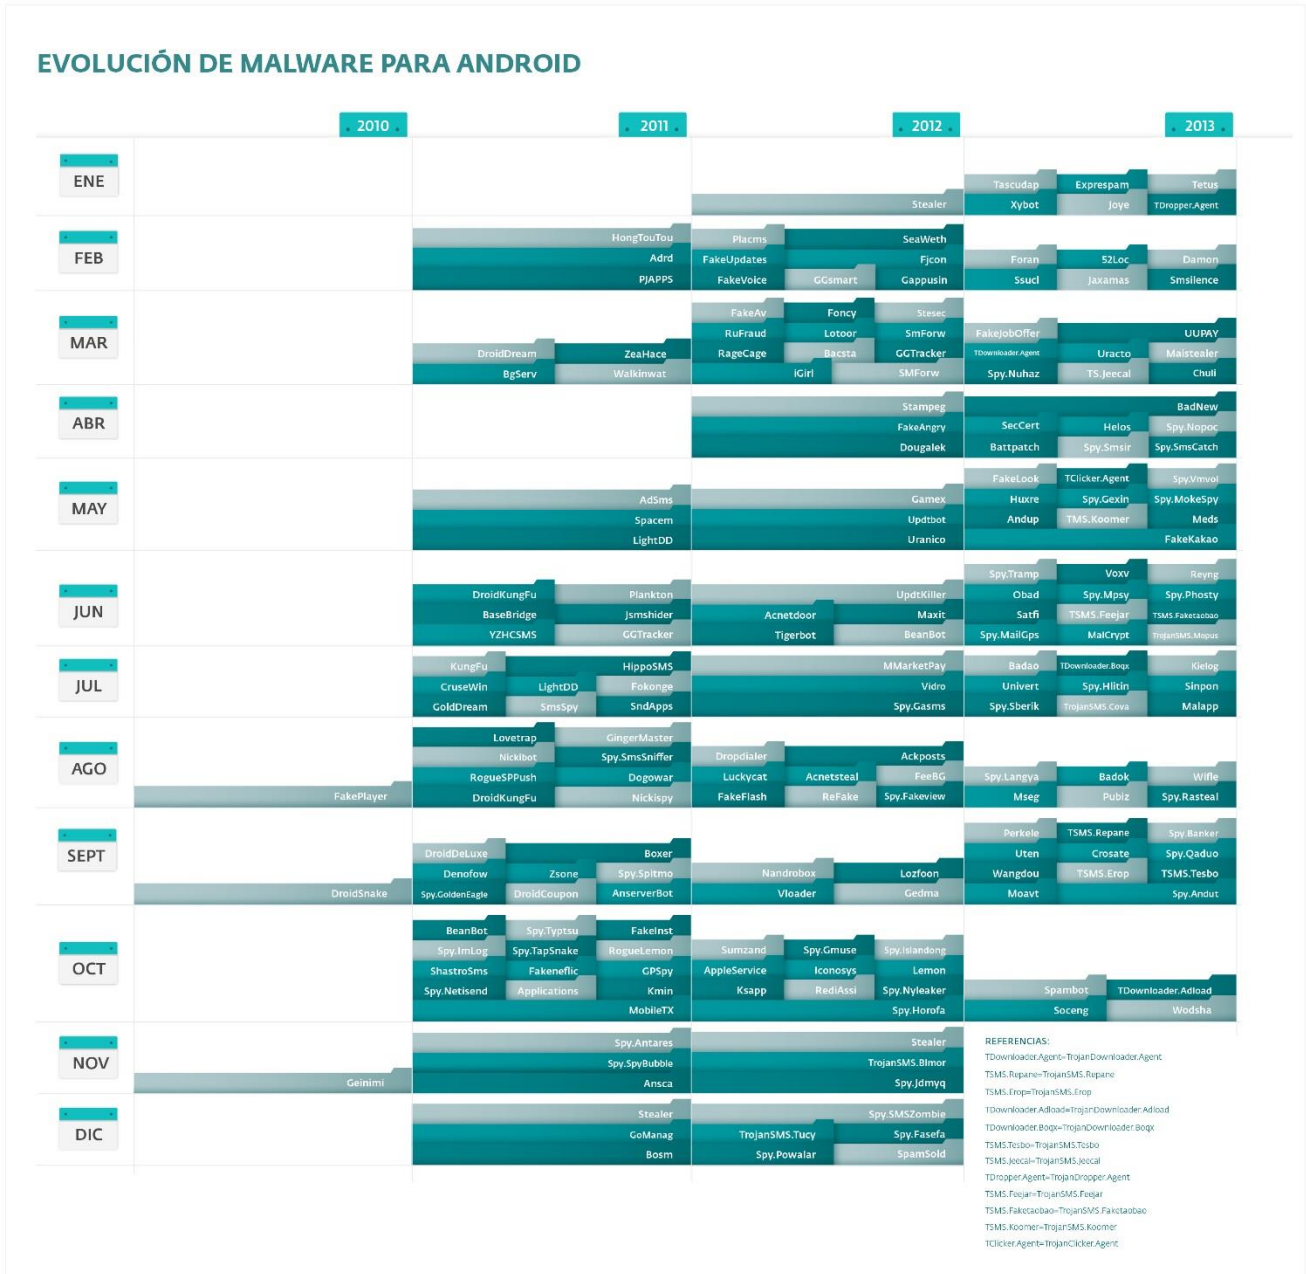 EVOLUCIÓN DE MALWARE PARA ANDROID
2010 2011 2012 2013
ENE
Tascudap Exprespam Tetus
Stealer Xybot Joye TDropper.Agent
FEB
HongTouTou Placms SeaWeth
Adrd FakeUpdates Fjcon Foran 52Loc Damon
PJAPPS FakeVoice GGsmart Gappusin Ssucl Jaxamas Smsilence
MAR
FakeAv Foncy Stesec
RuFraud Lotoor SmForw FakeJobOffer UUPAY
DroidDream ZeaHace RageCage Bacsta GGTracker TDownloader.Agent Uracto Maistealer
BgServ Walkinwat iGirl SMForw Spy.Nuhaz TS.Jeecal Chuli
ABR
Stampeg BadNew
FakeAngry SecCert Helos Spy.Nopoc
Dougalek Battpatch Spy.Smsir Spy.SmsCatch
MAY
FakeLook TClicker.Agent Spy.Vmvol
AdSms Gamex Huxre Spy.Gexin Spy.MokeSpy
Spacem Updtbot Andup TMS.Koomer Meds
LightDD Uranico FakeKakao
JUN
Spy.Tramp Voxv Reyng
DroidKungFu Plankton UpdtKiller Obad Spy.Mpsy Spy.Phosty
BaseBridge Jsmshider Acnetdoor Maxit Satfi TSMS.Feejar TSMS.Faketaobao
YZHCSMS GGTracker Tigerbot BeanBot Spy.MailGps MalCrypt TrojanSMS.Mopus
JUL
KungFu HippoSMS MMarketPay Badao TDownloader.Boqx Kielog
CruseWin LightDD Fokonge Vidro Univert Spy.Hlitin Sinpon
GoldDream SmsSpy SndApps Spy.Gasms Spy.Sberik TrojanSMS.Cova Malapp
AGO
Lovetrap GingerMaster
Nickibot Spy.SmsSniffer Dropdialer Ackposts
RogueSPPush Dogowar Luckycat Acnetsteal FeeBG Spy.Langya Badok Wifle
FakePlayer DroidKungFu Nickispy FakeFlash ReFake Spy.Fakeview Mseg Pubiz Spy.Rasteal
SEPT
Perkele TSMS.Repane Spy.Banker
DroidDeLuxe Boxer Uten Crosate Spy.Qaduo
Denofow Zsone Spy.Spitmo Nandrobox Lozfoon Wangdou TSMS.Erop TSMS.Tesbo
DroidSnake Spy.GoldenEagle DroidCoupon AnserverBot Vloader Gedma Moavt Spy.Andut
OCT
BeanBot Spy.Typtsu FakeInst
Spy.ImLog Spy.TapSnake RogueLemon Sumzand Spy.Gmuse Spy.Islandong
ShastroSms Fakeneflic GPSpy AppleService Iconosys Lemon
Spy.Netisend Applications Kmin Ksapp RediAssi Spy.Nyleaker Spambot TDownloader.Adload
MobileTX Spy.Horofa Soceng Wodsha
NOV
Spy.Antares Stealer
Spy.SpyBubble TrojanSMS.Blmor
Geinimi Ansca Spy.Jdmyq
DIC
Stealer Spy.SMSZombie
GoManag TrojanSMS.Tucy Spy.Fasefa
Bosm Spy.Powalar SpamSold
REFERENCIAS:
TDownloader.Agent=TrojanDownloader.Agent
TSMS.Repane=TrojanSMS.Repane
TSMS.Erop=TrojanSMS.Erop
TDownloader.Adload=TrojanDownloader.Adload
TDownloader.Boqx=TrojanDownloader.Boqx
TSMS.Tesbo=TrojanSMS.Tesbo
TSMS.Jeecal=TrojanSMS.Jeecal
TDropper.Agent=TrojanDropper.Agent
TSMS.Feejar=TrojanSMS.Feejar
TSMS.Faketaobao=TrojanSMS.Faketaobao
TSMS.Koomer=TrojanSMS.Koomer
TClicker.Agent=TrojanClicker.Agent